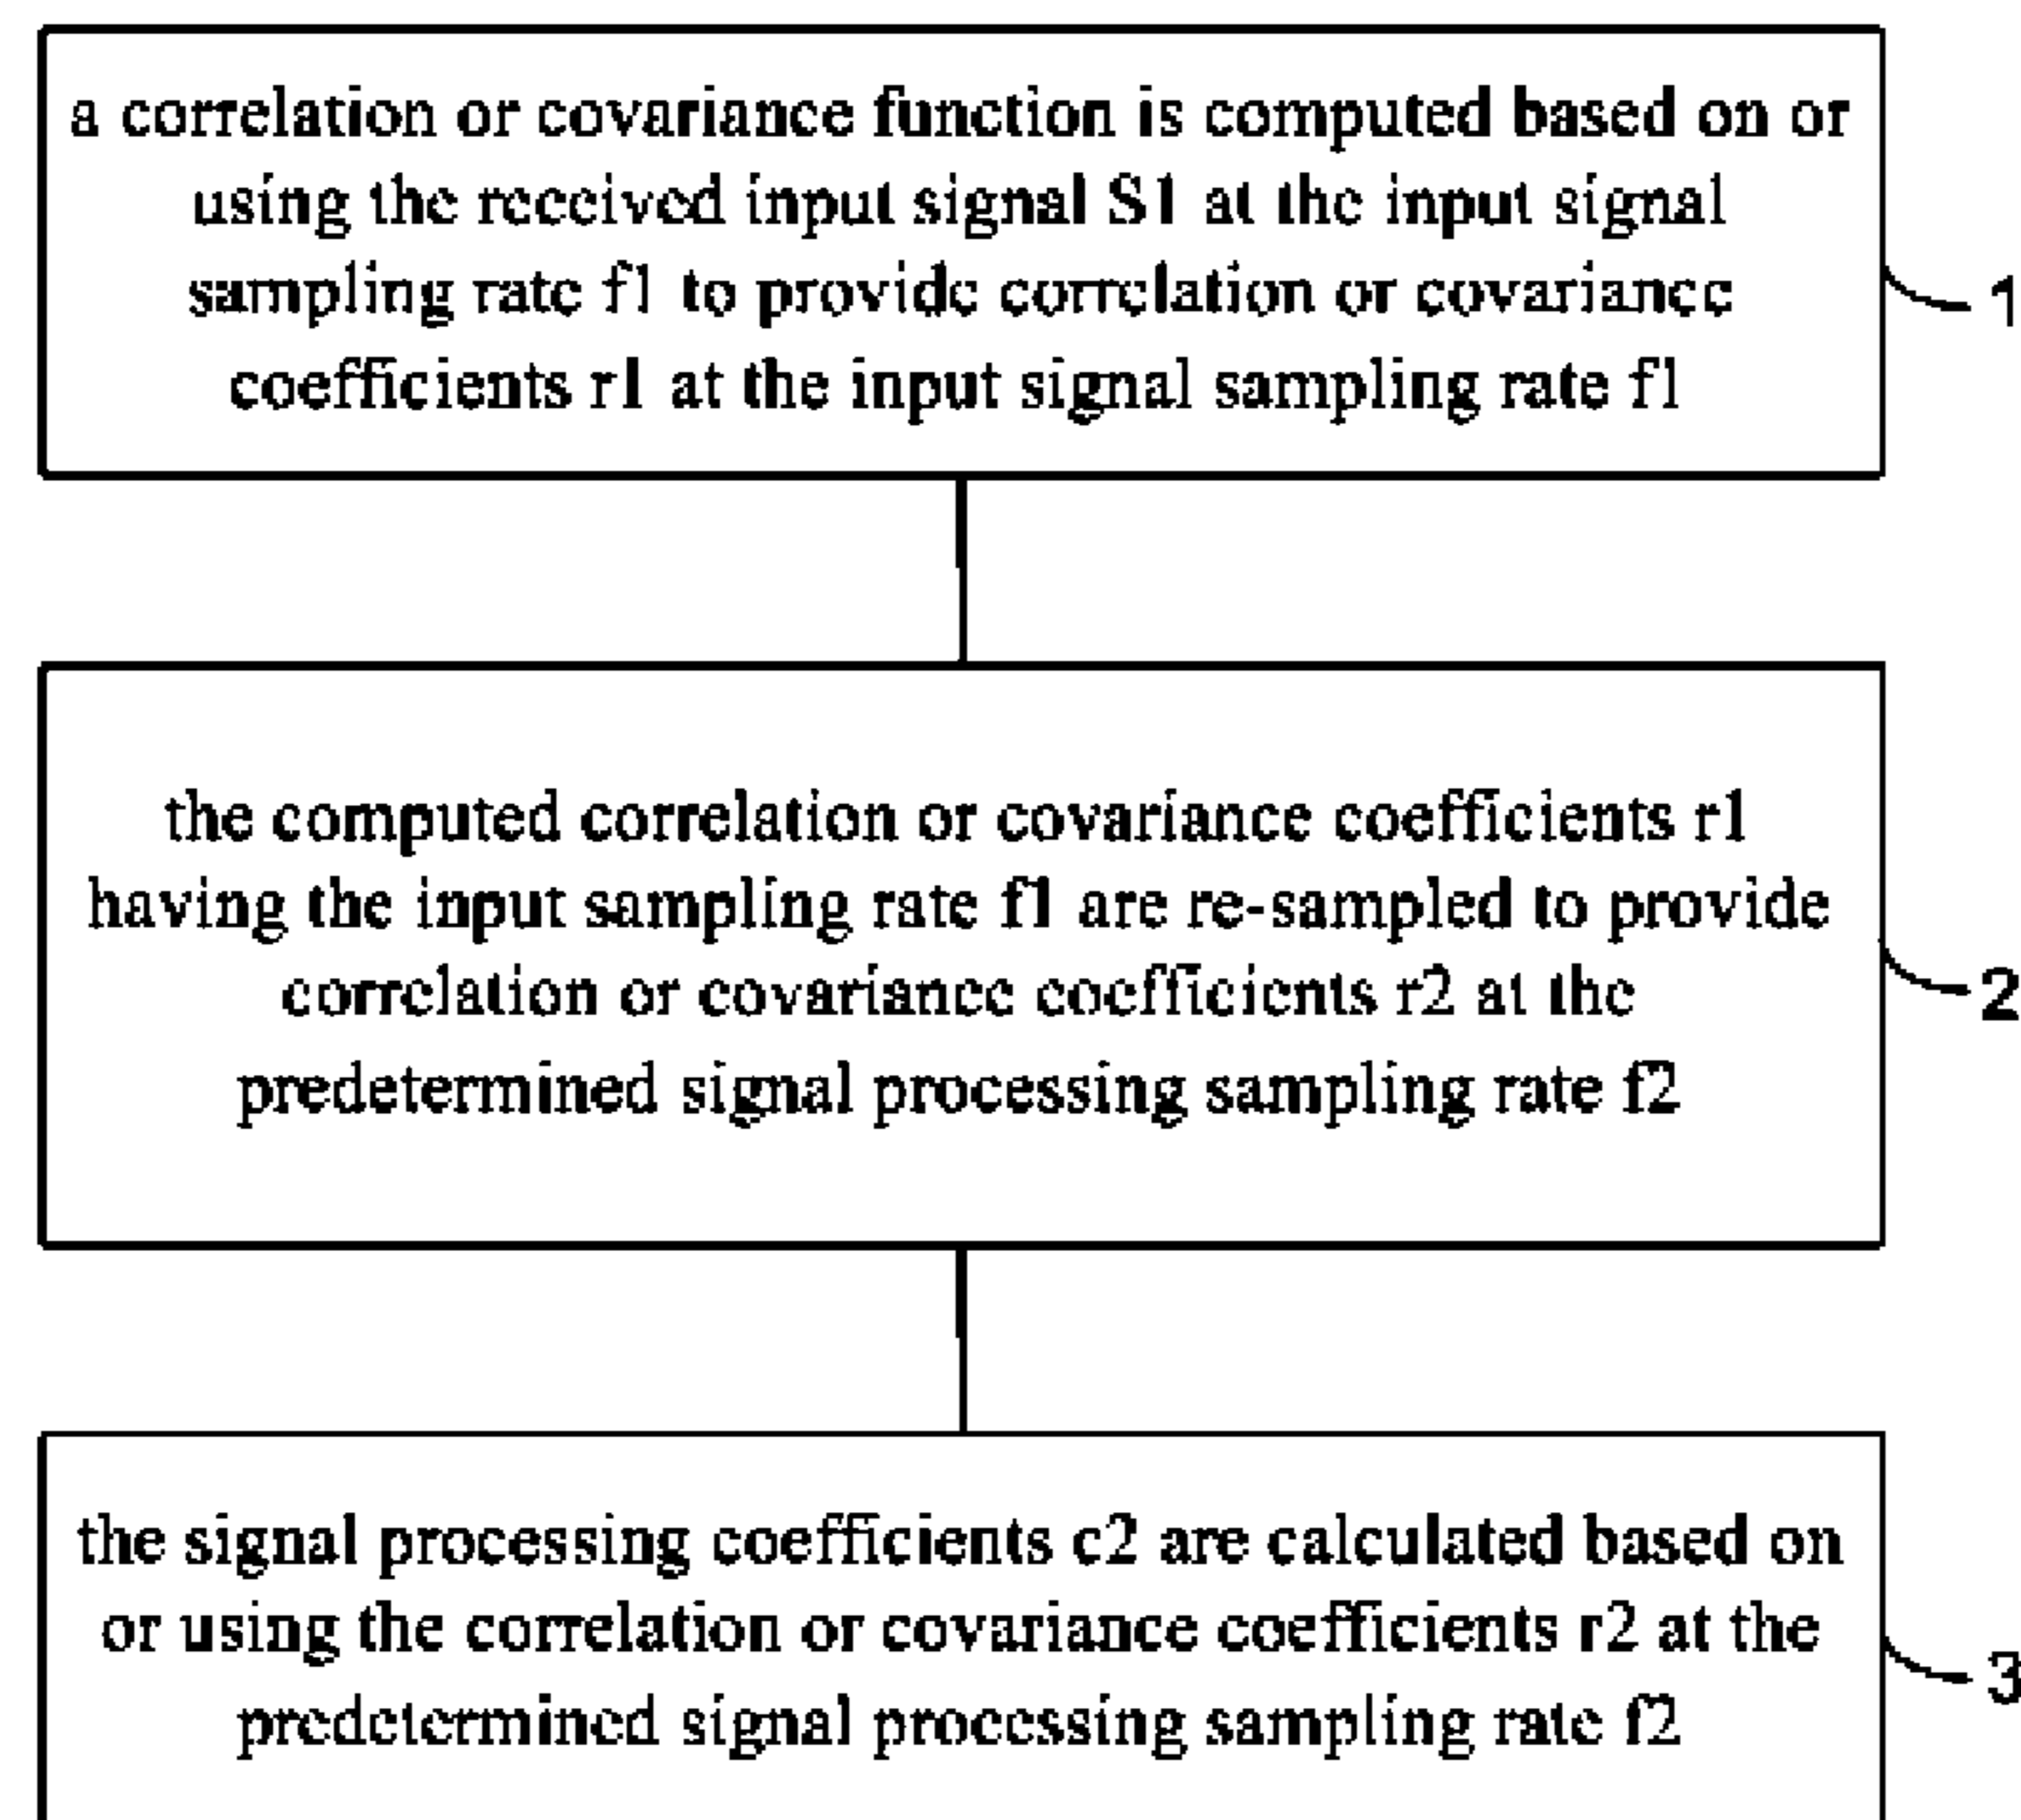 a correlation or covariance function is computed based on or
using the received input signal S1 at the input signal
sampling rate f1 to provide correlation or covariance
coefficients r1 at the input signal sampling rate f1
1
the computed correlation or covariance coefficients r1
having the input sampling rate f1 are re-sampled to provide
correlation or covariance coefficients r2 at the
predetermined signal processing sampling rate f2
2
the signal processing coefficients c2 are calculated based on
or using the correlation or covariance coefficients r2 at the
predetermined signal processing sampling rate f2
3